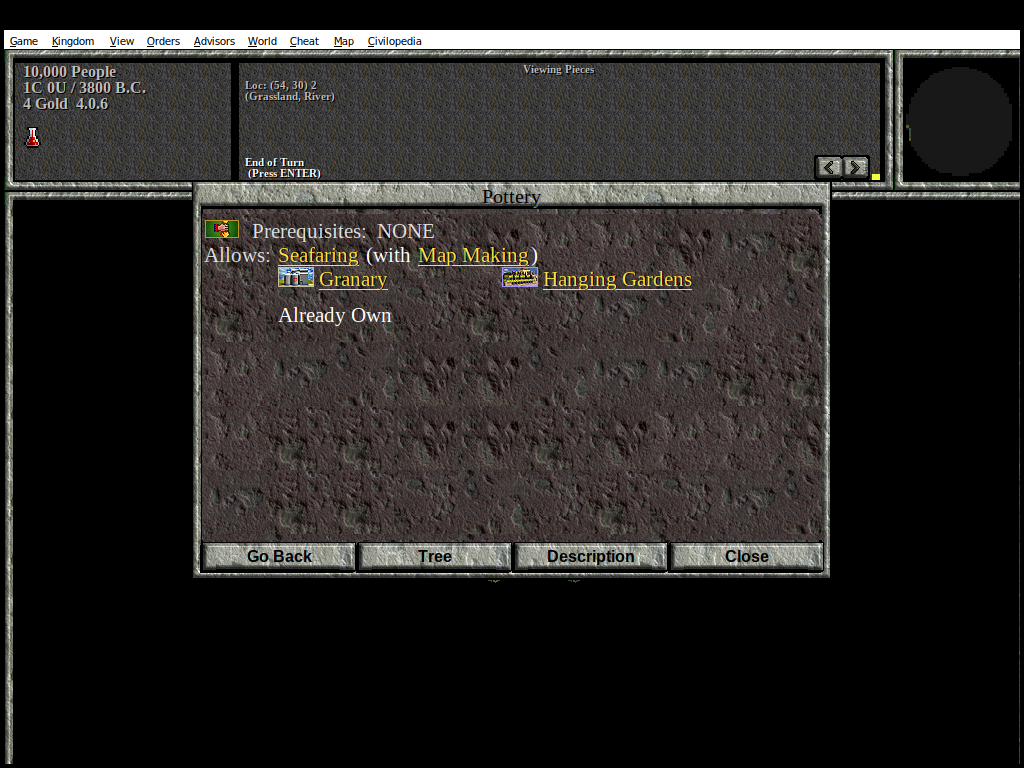 Game Kingdom View Orders Advisors World Cheat Map Civilopedia
10,000 People
1C 0U / 3800 B.C.
4 Gold 4.0.6
Viewing Pieces
Loc: (54, 30) 2
(Grassland, River)
End of Turn
(Press ENTER)
Pottery
Prerequisites: NONE
Allows: Seafaring (with Map Making)
Granary Hanging Gardens
Already Own
Go Back Tree Description Close